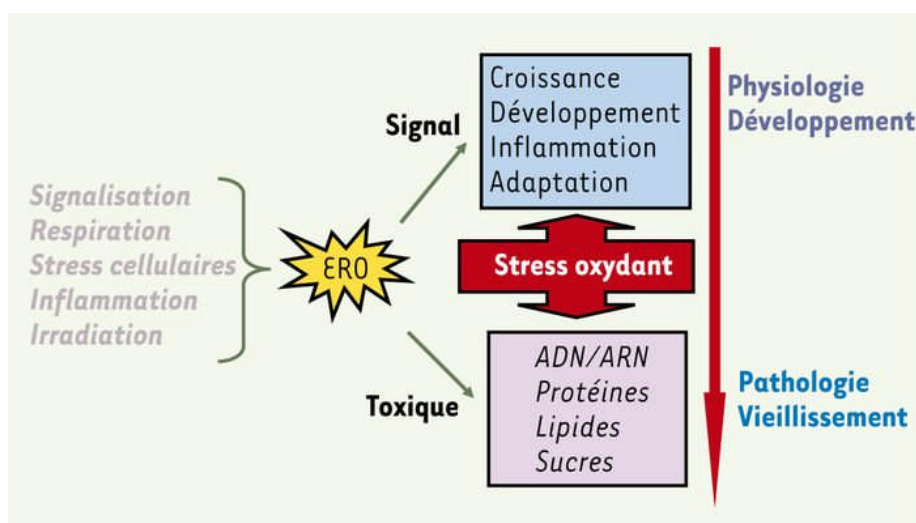 Signalisation
Respiration
Stress cellulaires
Inflammation
Irradiation
ERO
Signal
Toxique
Croissance
Développement
Inflammation
Adaptation
Stress oxydant
ADN/ARN
Protéines
Lipides
Sucres
Physiologie
Développement
Pathologie
Vieillissement